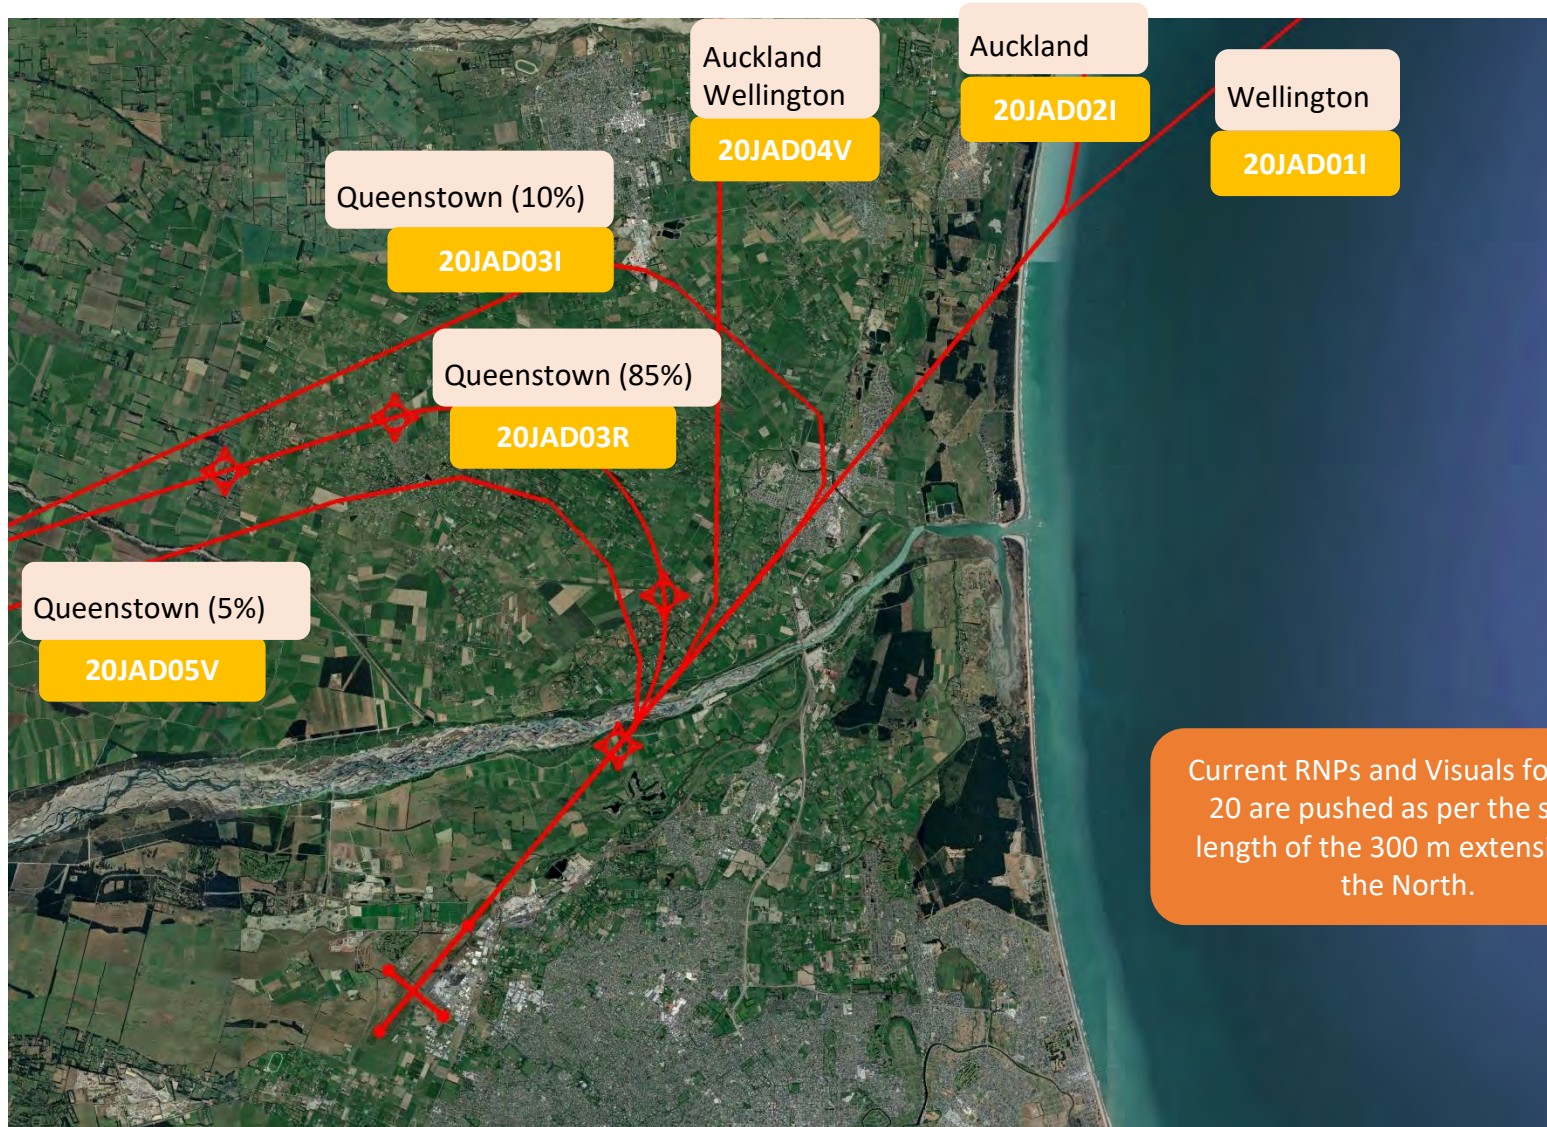 Auckland
Wellington
20JAD04V
Auckland
20JAD02I
Wellington
20JAD01I
Queenstown (10%)
20JAD03I
Queenstown (85%)
20JAD03R
Queenstown (5%)
20JAD05V
Current RNPs and Visuals fo
20 are pushed as per the s
length of the 300 m extens
the North.